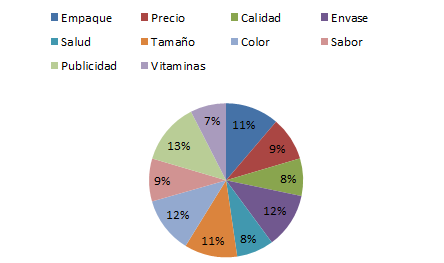 Empaque Precio Calidad Envase
Salud Tamaño Color Sabor
Publicidad Vitaminas
7% 11%
13% 9%
9% 8%
12% 12%
11% 8%